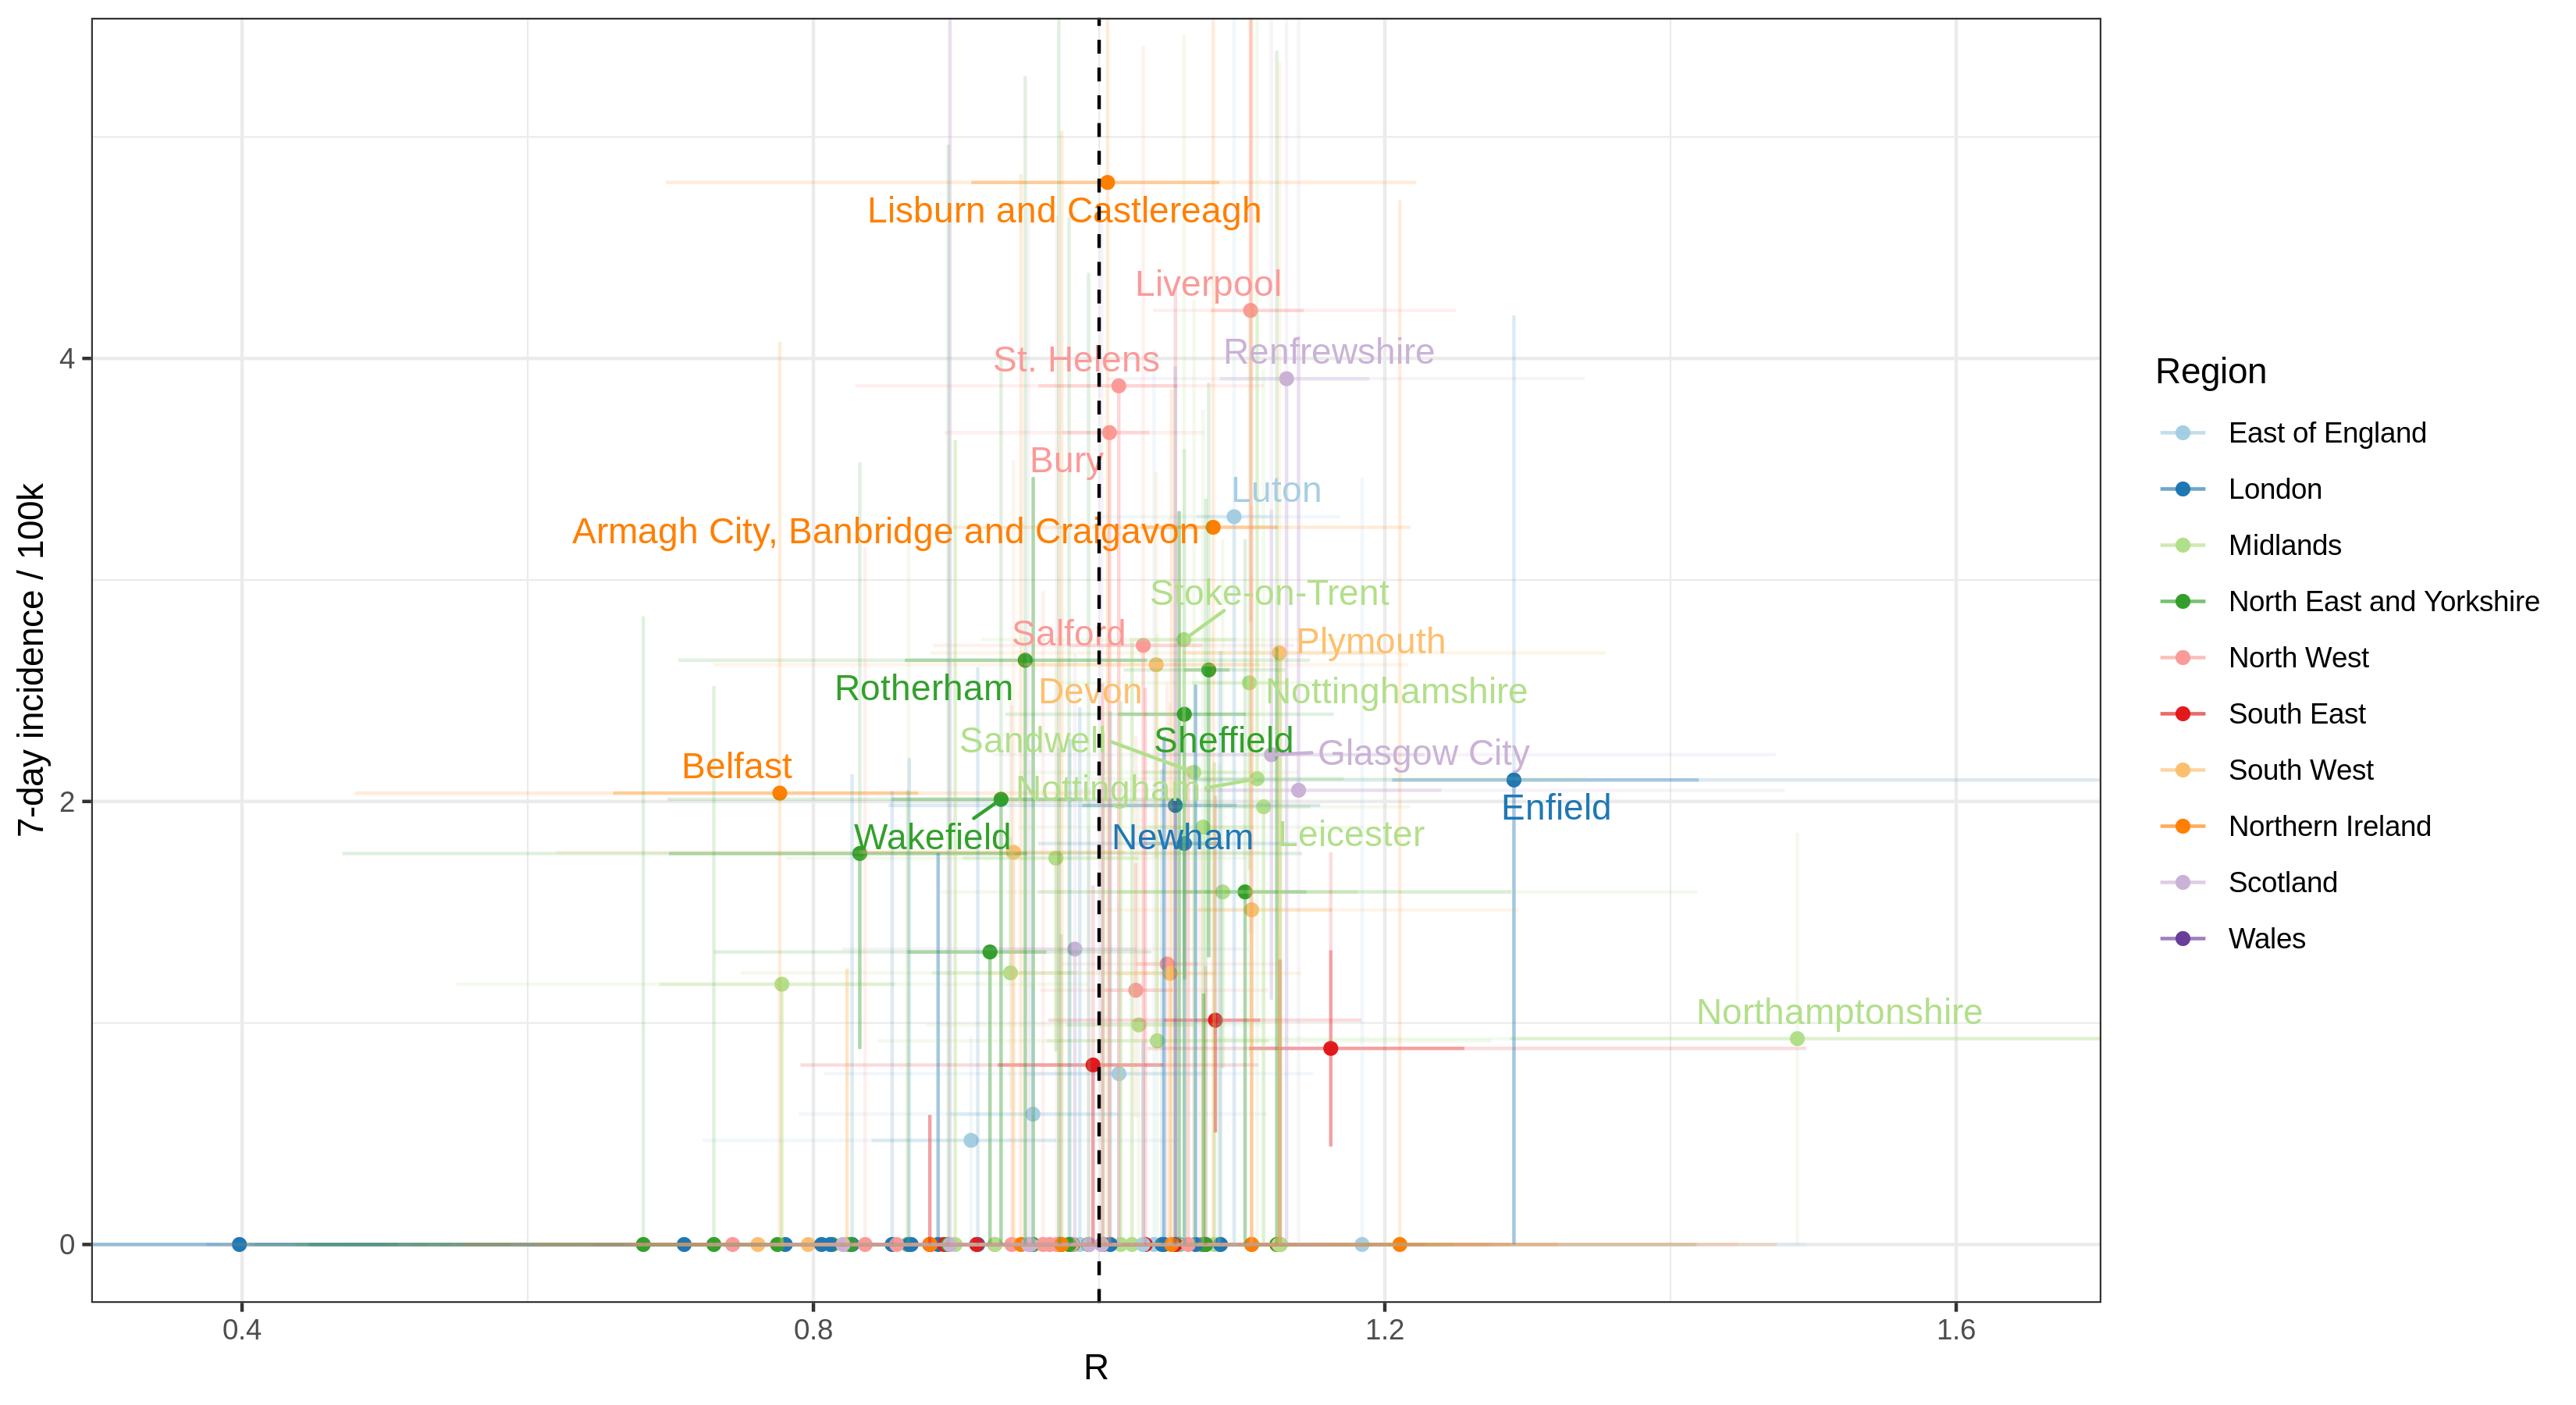 Lisburn and Castlereagh
Liverpool
Renfrewshire
St. Helens
Bury
Luton
Armagh City, Banbridge and Craigavon
Stoke-on-Trent
Salford
Plymouth
Rotherham
Devon
Nottinghamshire
Sandwell
Sheffield
Glasgow City
Belfast
Nottingham
Enfield
Wakefield
Newham
Leicester
Northamptonshire
4
2
0
0.4
0.8
1.2
1.6
R
7-day incidence / 100k
Region
East of England
London
Midlands
North East and Yorkshire
North West
South East
South West
Northern Ireland
Scotland
Wales